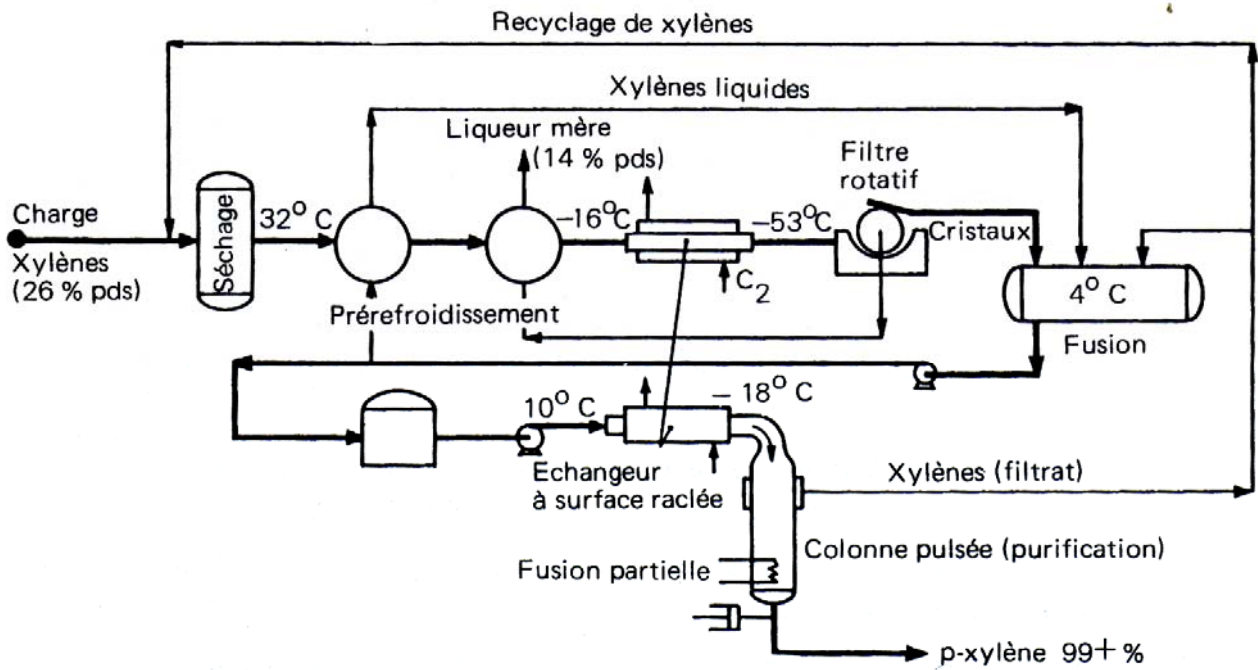 Recyclage de xylènes
Xylènes liquides
Liqueur mère
(14 % pds)
Filtre
rotatif
Charge
Xylènes
(26 % pds)
Séchage
32° C
−16°C
−53°C
Cristaux
C2
4° C
Prérefroidissement
Fusion
10° C
− 18° C
Echangeur
à surface raclée
Xylènes (filtrat)
Colonne pulsée (purification)
Fusion partielle
p-xylène 99+ %